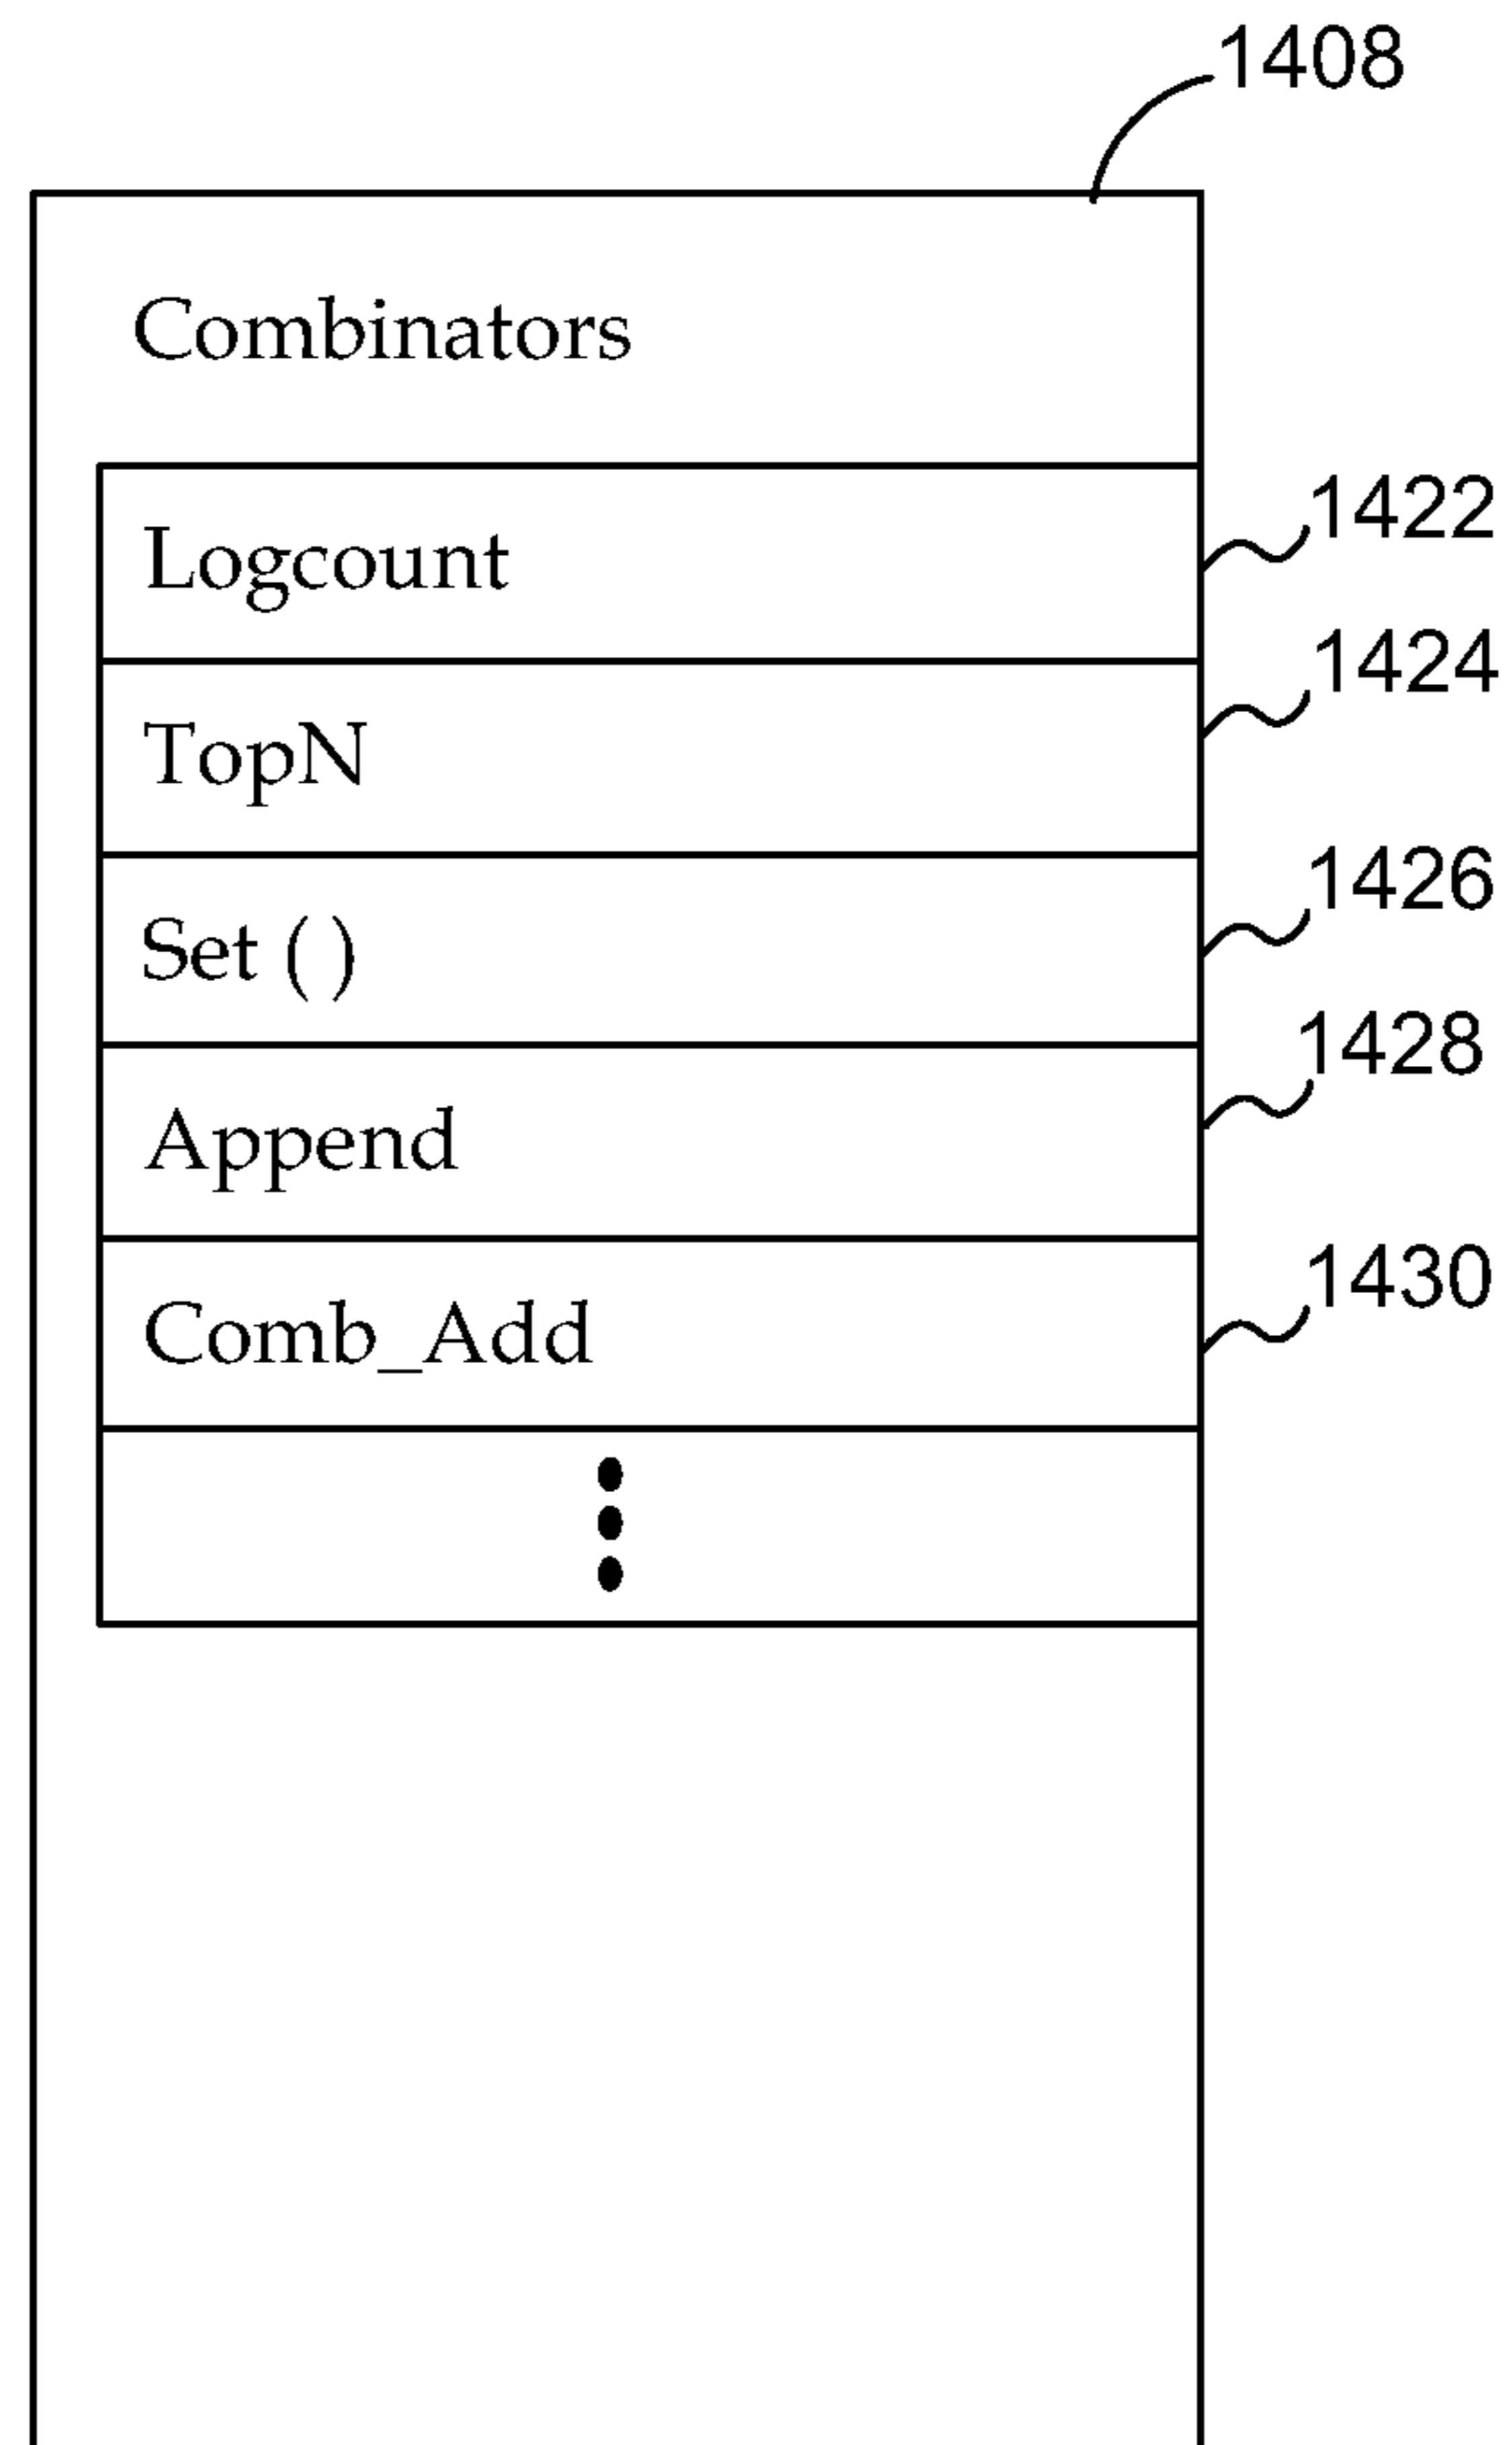 1408
Combinators
Logcount
1422
TopN
1424
Set ( )
1426
Append
1428
Comb_Add
1430